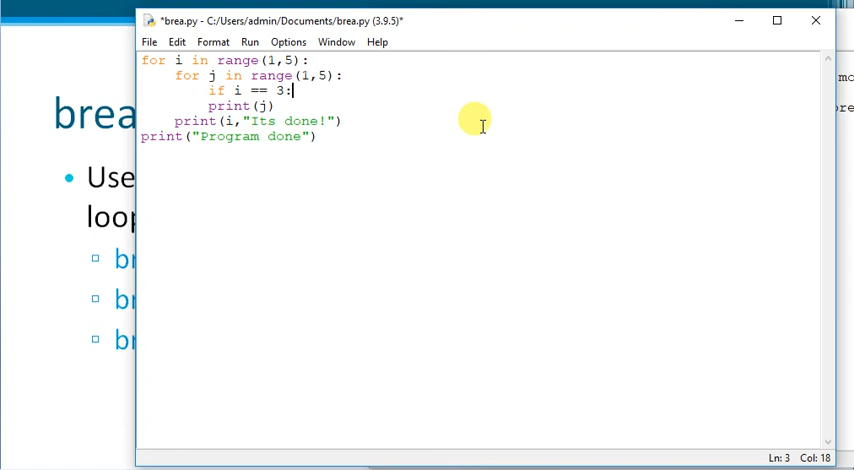 *brea.py - C:/Users/admin/Documents/brea.py (3.9.5)*
File Edit Format Run Options Window Help
for i in range(1,5):
    for j in range(1,5):
        if i == 3:
        print(j)
    print(i,"Its done!")
print("Program done")
brea
• Use
loop
br
br
br
mo
bre
Ln: 3 Col: 18